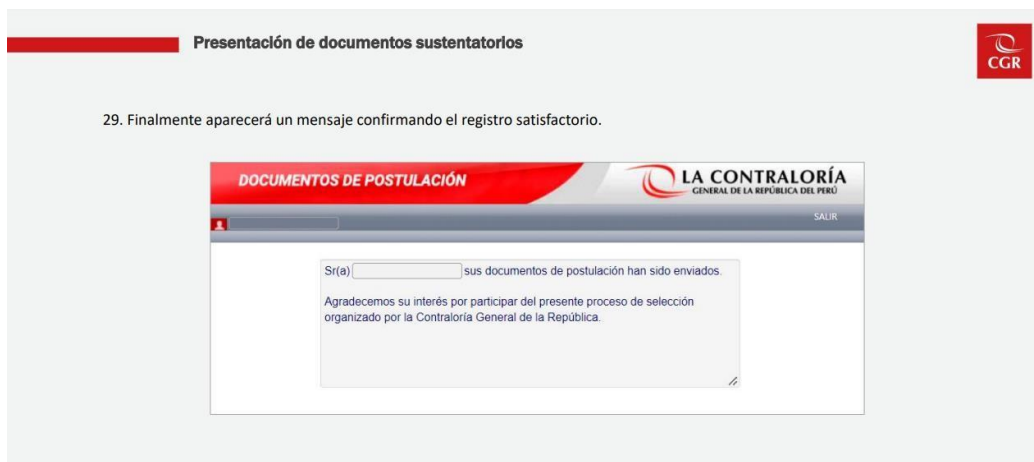 Presentación de documentos sustentatorios
CGR
29. Finalmente aparecerá un mensaje confirmando el registro satisfactorio.
DOCUMENTOS DE POSTULACIÓN
LA CONTRALORÍA
GENERAL DE LA REPÚBLICA DEL PERÚ
SALIR
Sr(a) sus documentos de postulación han sido enviados.
Agradecemos su interés por participar del presente proceso de selección
organizado por la Contraloría General de la República.